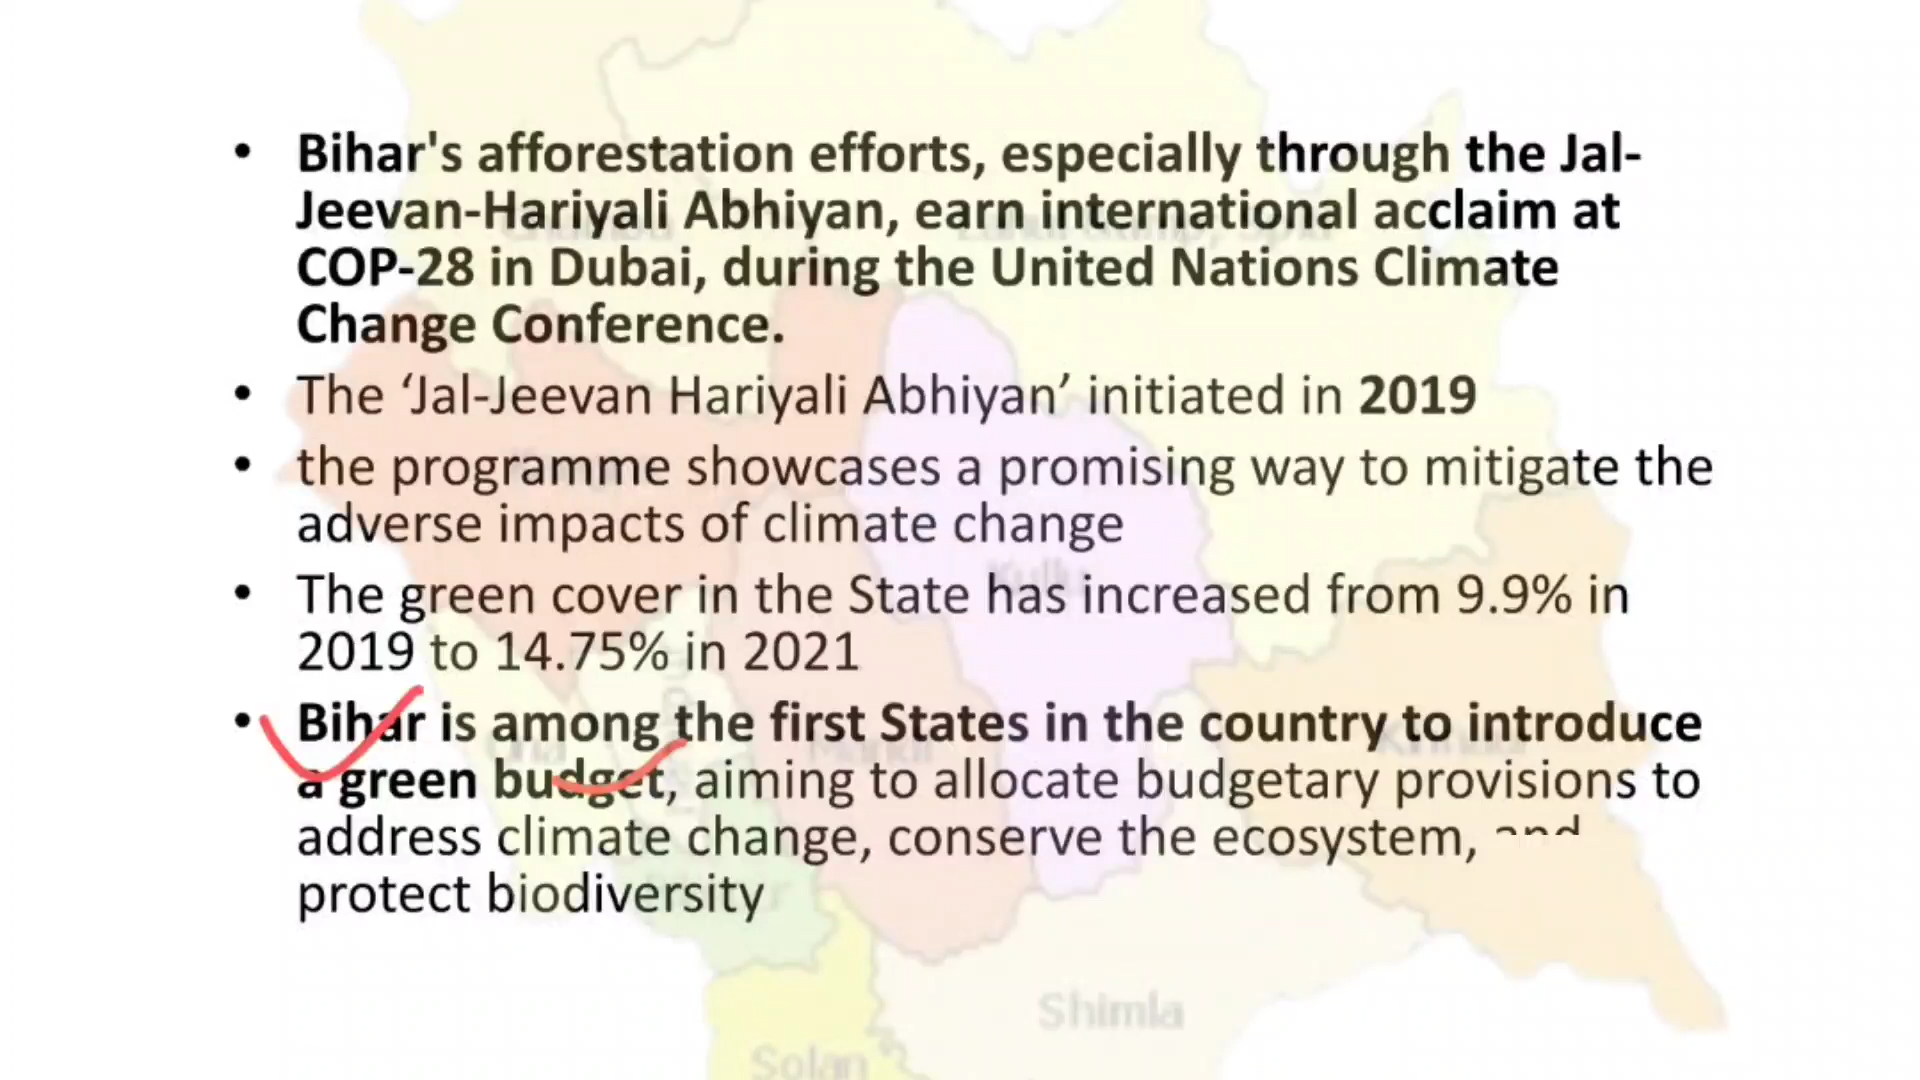 • Bihar's afforestation efforts, especially through the Jal-
Jeevan-Hariyali Abhiyan, earn international acclaim at
COP-28 in Dubai, during the United Nations Climate
Change Conference.
• The ‘Jal-Jeevan Hariyali Abhiyan’ initiated in 2019
• the programme showcases a promising way to mitigate the
adverse impacts of climate change
• The green cover in the State has increased from 9.9% in
2019 to 14.75% in 2021
• Bihar is among the first States in the country to introduce
a green budget, aiming to allocate budgetary provisions to
address climate change, conserve the ecosystem, and
protect biodiversity
Kullu
Mandi
Shimla
Solan